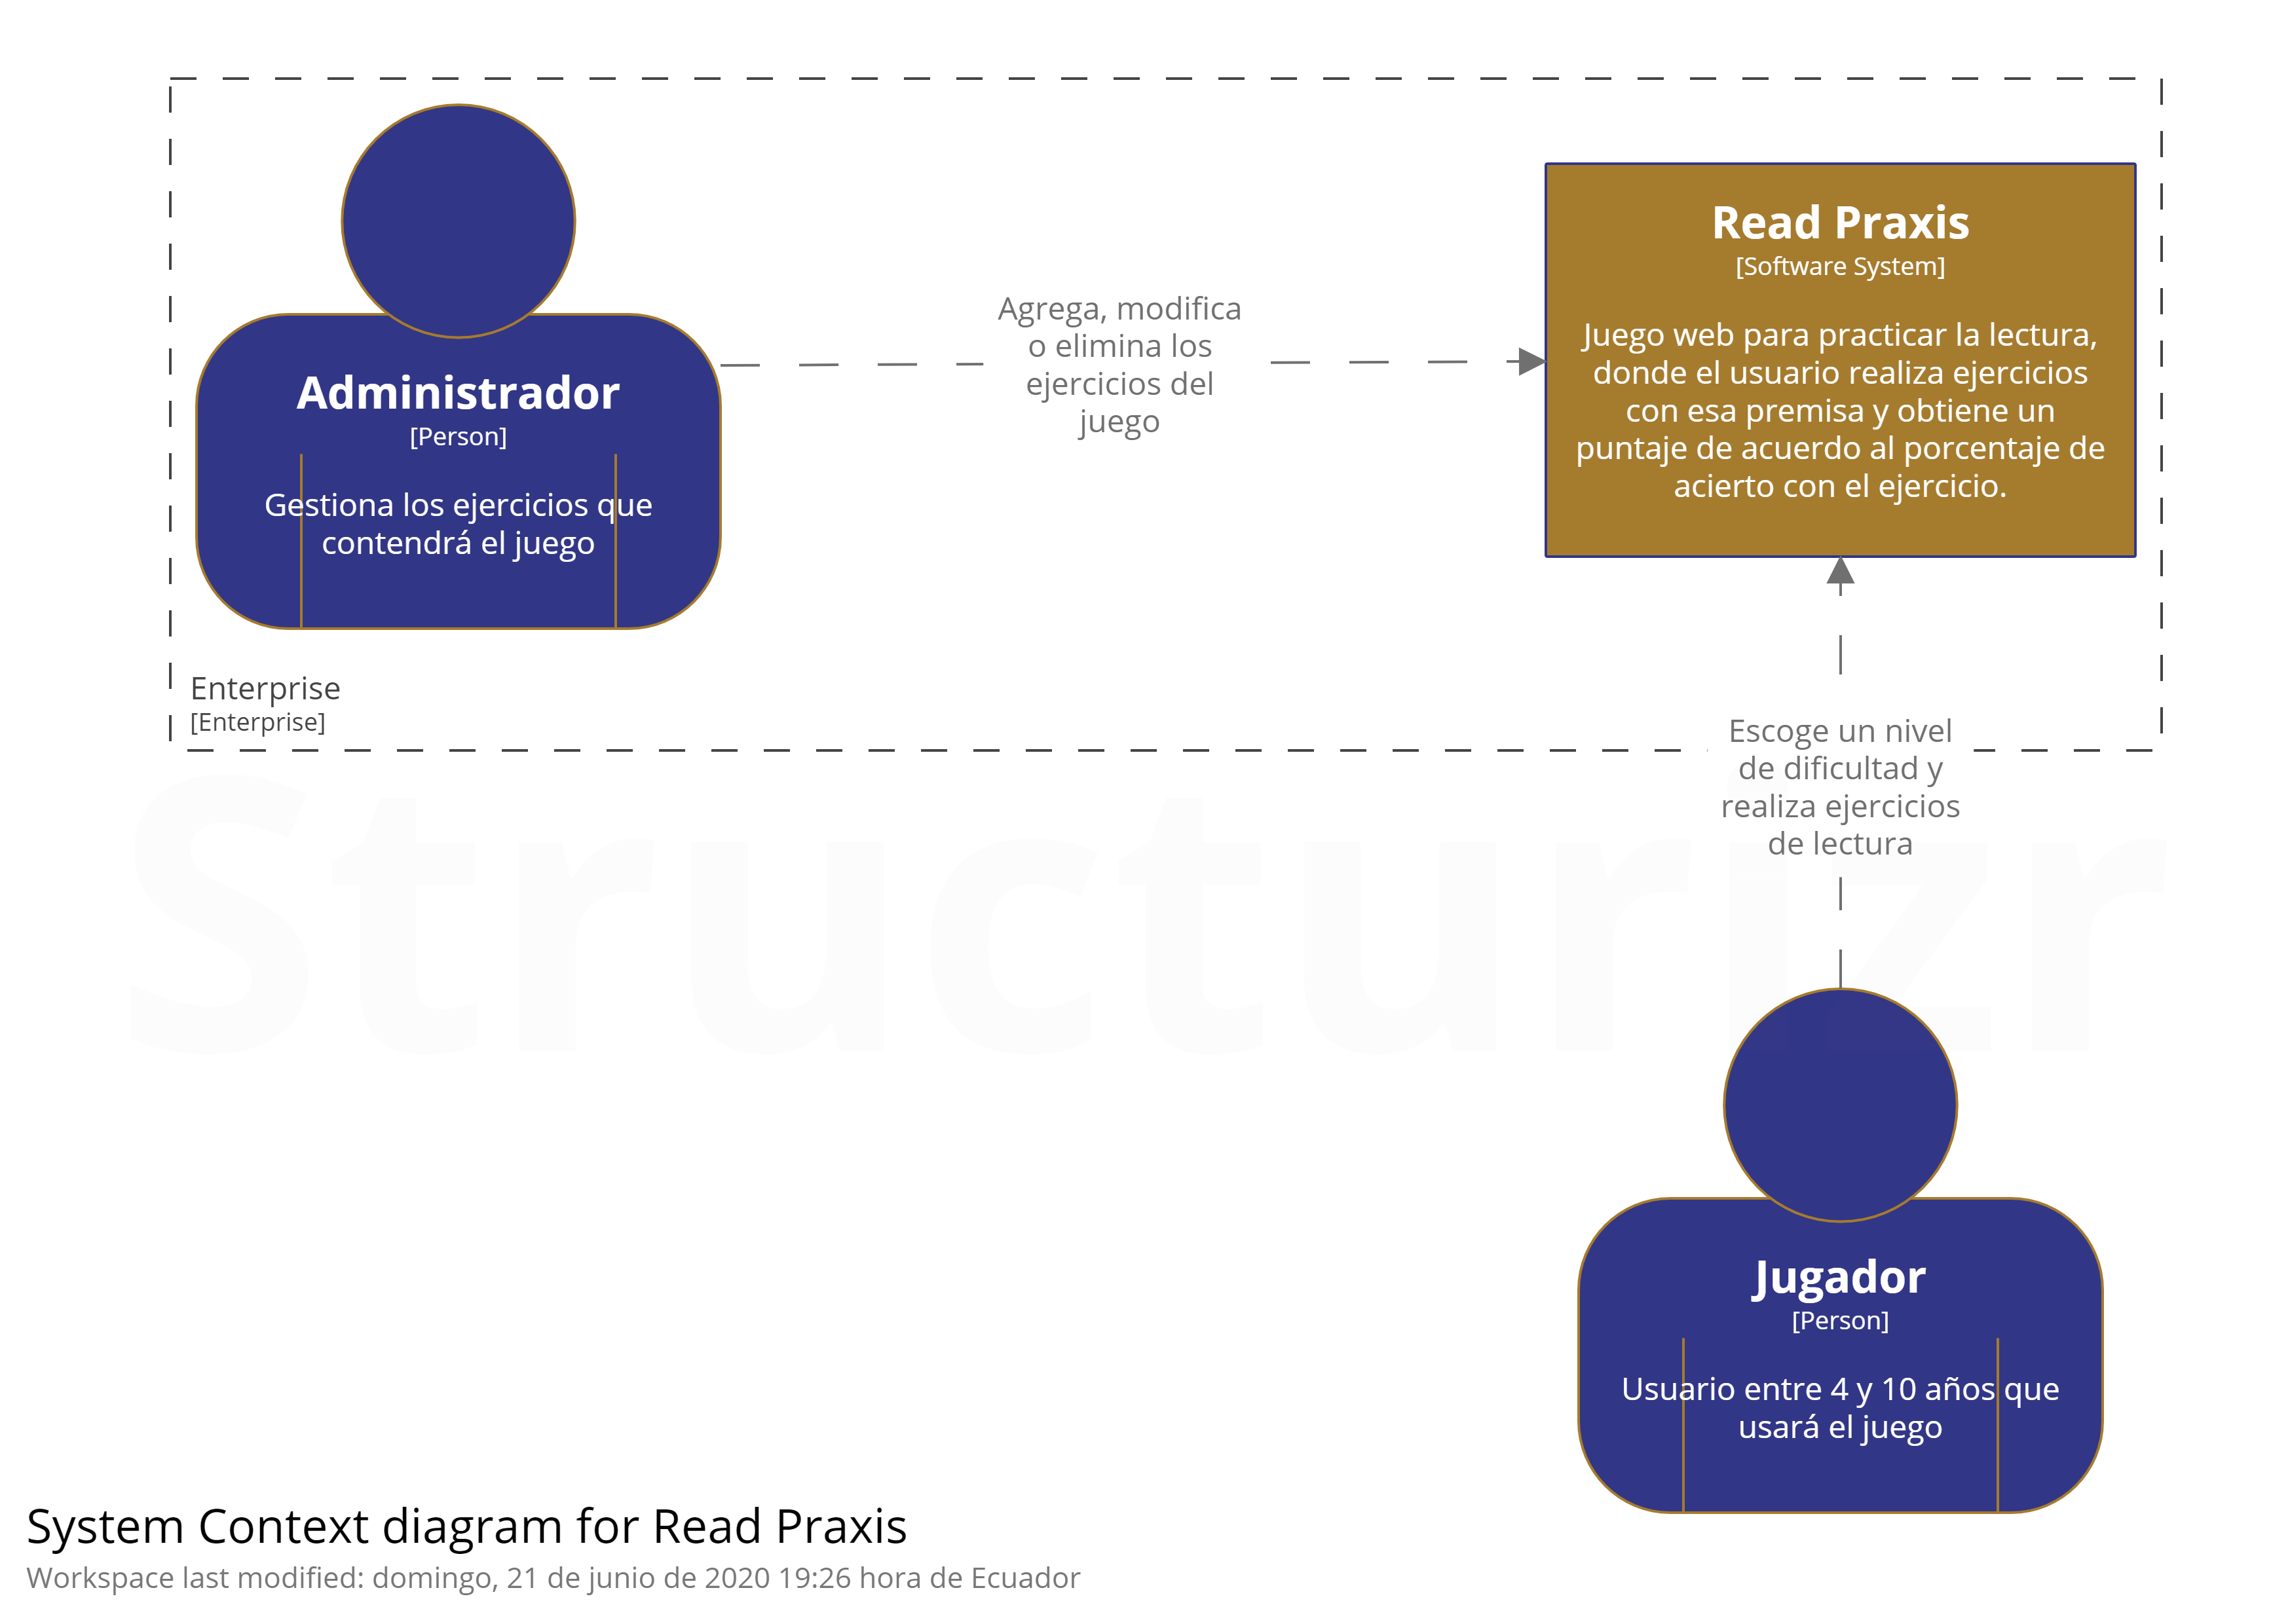 Administrador
[Person]
Gestiona los ejercicios que
contendrá el juego
Agrega, modifica
o elimina los
ejercicios del
juego
Read Praxis
[Software System]
Juego web para practicar la lectura,
donde el usuario realiza ejercicios
con esa premisa y obtiene un
puntaje de acuerdo al porcentaje de
acierto con el ejercicio.
Enterprise
[Enterprise]
Escoge un nivel
de dificultad y
realiza ejercicios
de lectura
Structurizr
Jugador
[Person]
Usuario entre 4 y 10 años que
usará el juego
System Context diagram for Read Praxis
Workspace last modified: domingo, 21 de junio de 2020 19:26 hora de Ecuador